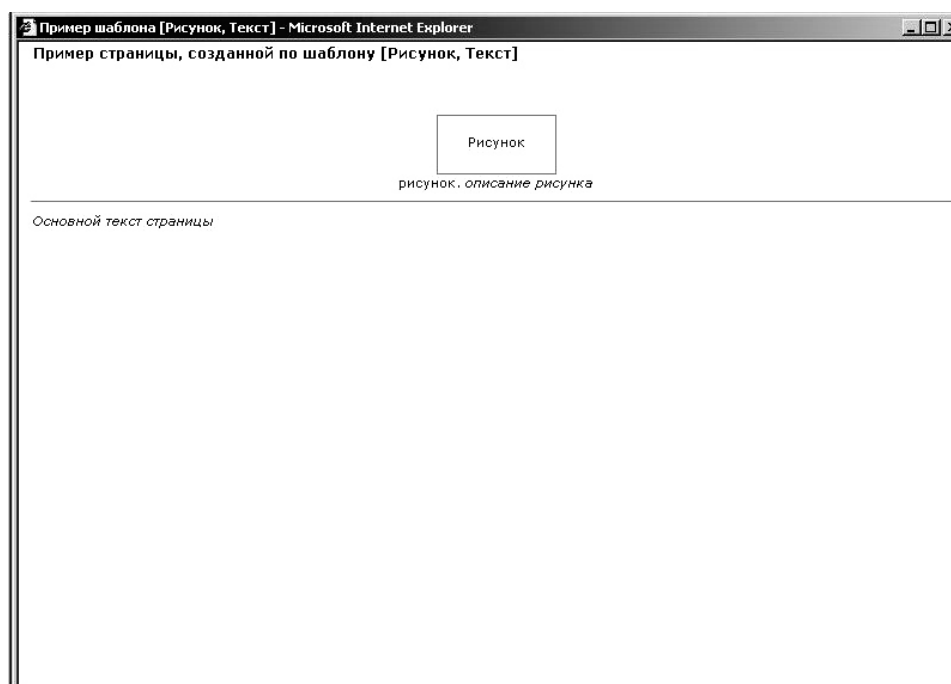 Пример шаблона [Рисунок, Текст] - Microsoft Internet Explorer
Пример страницы, созданной по шаблону [Рисунок, Текст]
Рисунок
рисунок. описание рисунка
Основной текст страницы